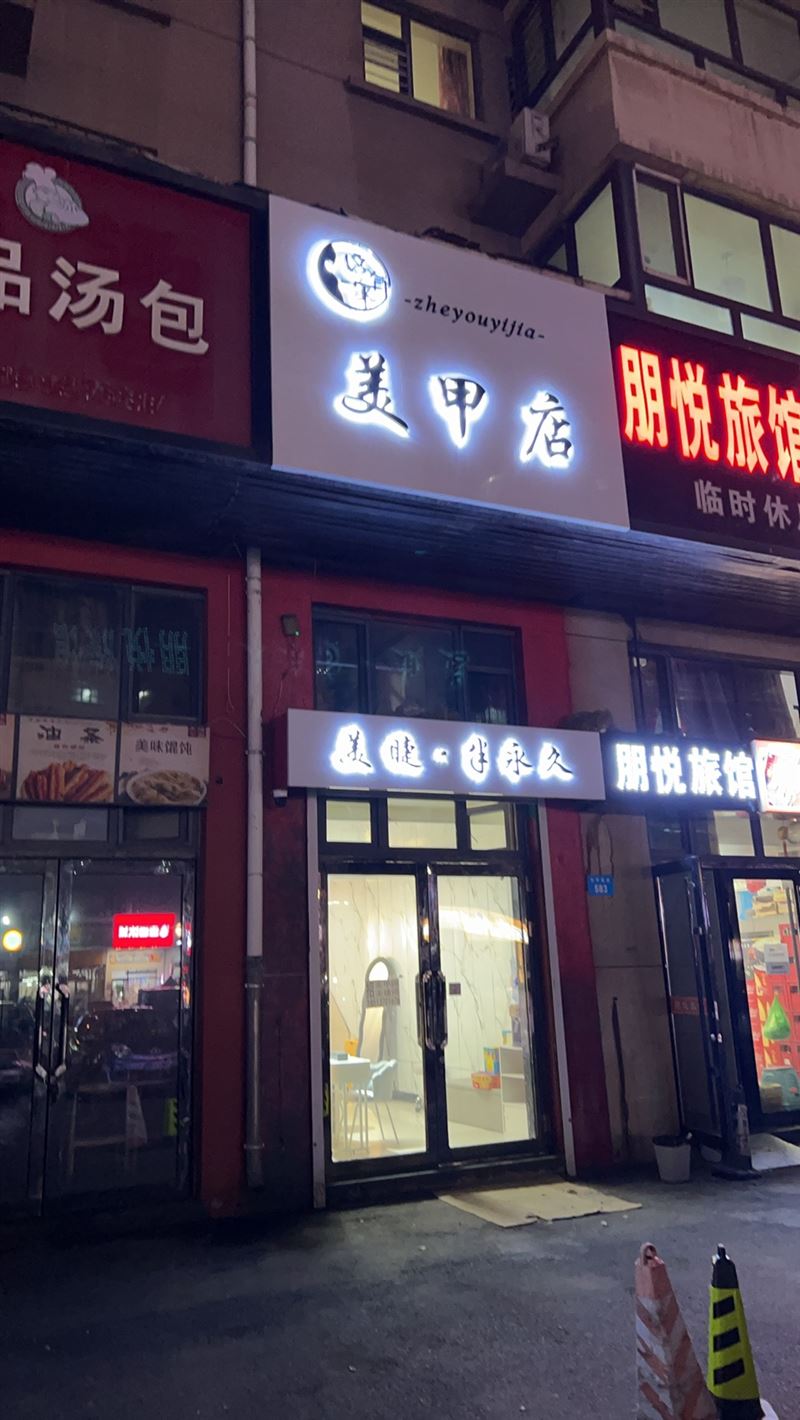 品汤包
-zheyouyijia-
美甲店
朋悦旅馆
临时休
美睫·半永久
朋悦旅馆
油条
美味馄饨
583